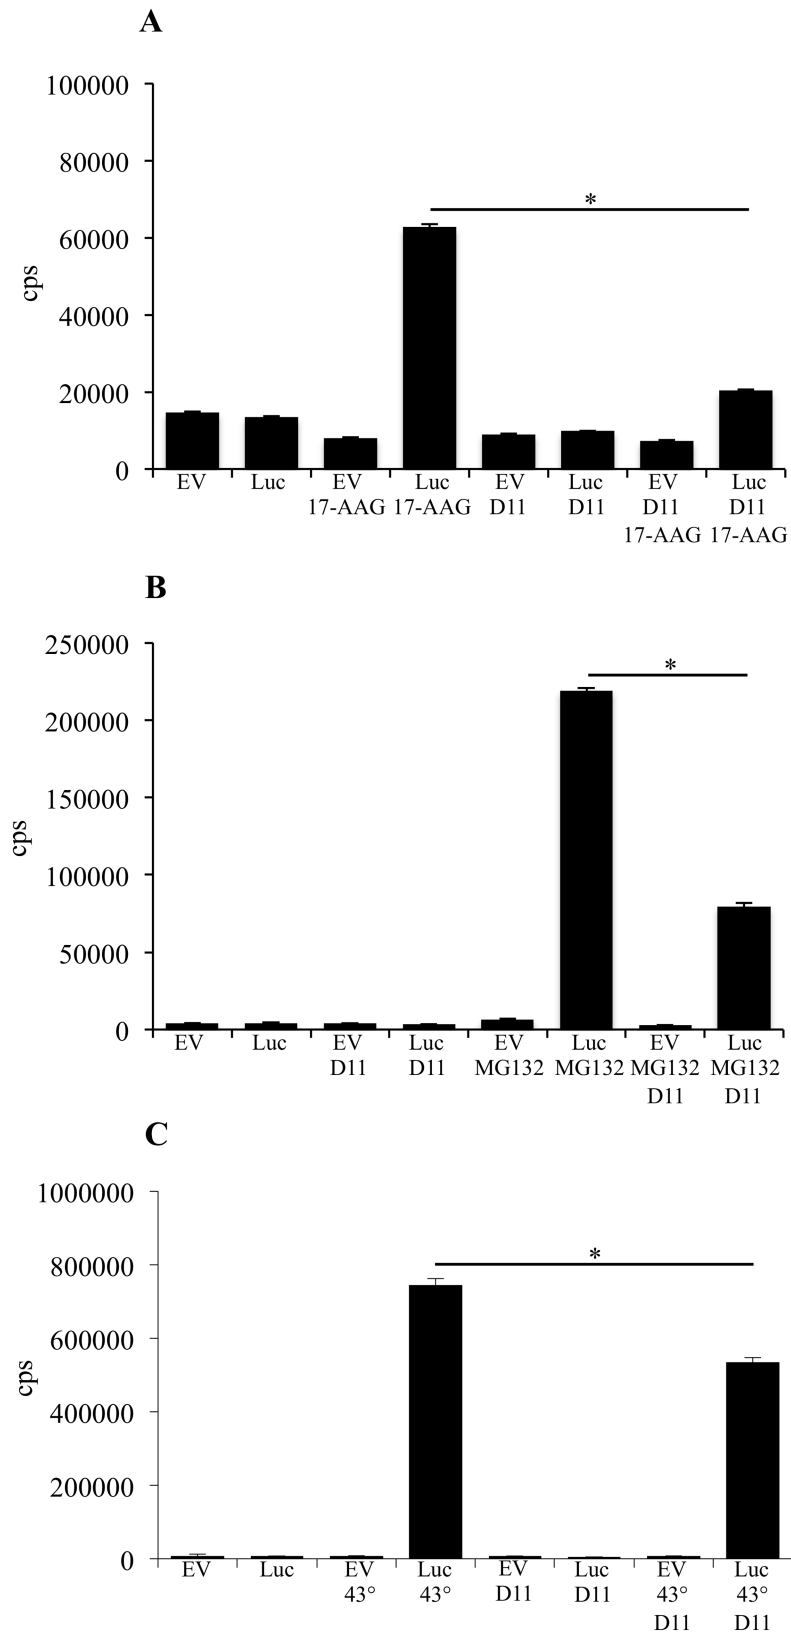 A
100000
80000
60000
40000
20000
0
cps
*
EV Luc EV Luc EV Luc EV Luc
17-AAG 17-AAG D11 D11 D11 D11
17-AAG 17-AAG
B
250000
200000
150000
100000
50000
0
cps
*
EV Luc EV Luc EV Luc EV Luc
D11 D11 MG132 MG132 MG132 MG132
D11 D11
C
1000000
800000
600000
400000
200000
0
cps
*
EV Luc EV Luc EV Luc EV Luc
43° 43° D11 D11 43° 43°
D11 D11